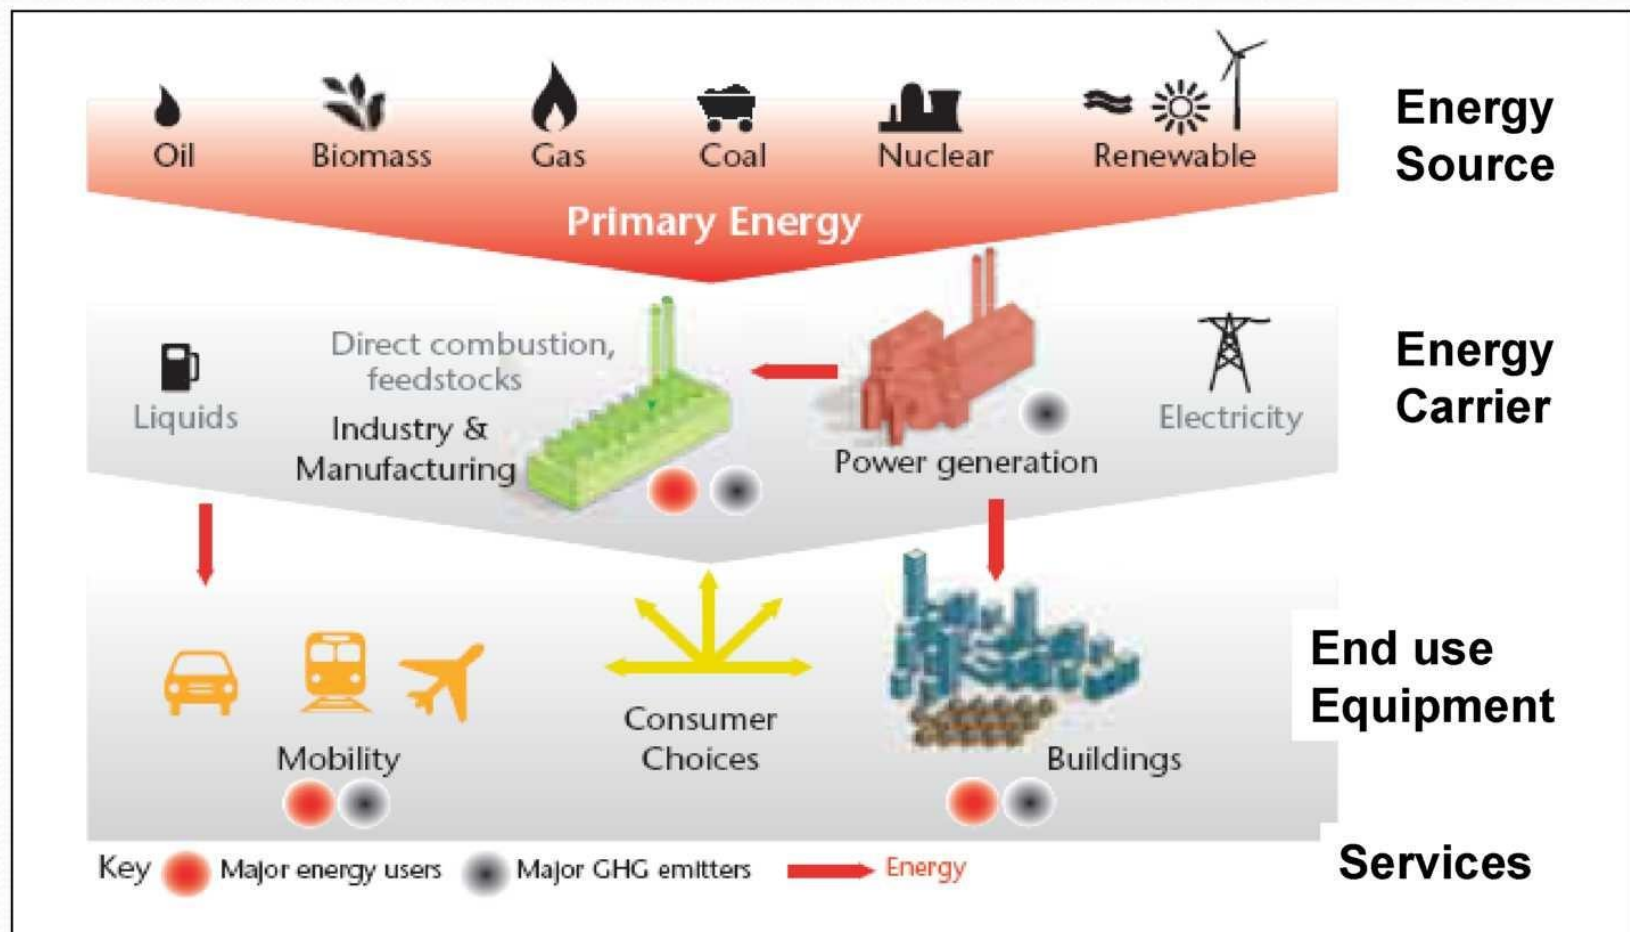 Oil
Biomass
Gas
Coal
Nuclear
Renewable
Energy
Source
Primary Energy
Liquids
Direct combustion,
feedstocks
Industry &
Manufacturing
Power generation
Electricity
Energy
Carrier
Mobility
Consumer
Choices
Buildings
End use
Equipment
Key
Major energy users
Major GHG emitters
Energy
Services